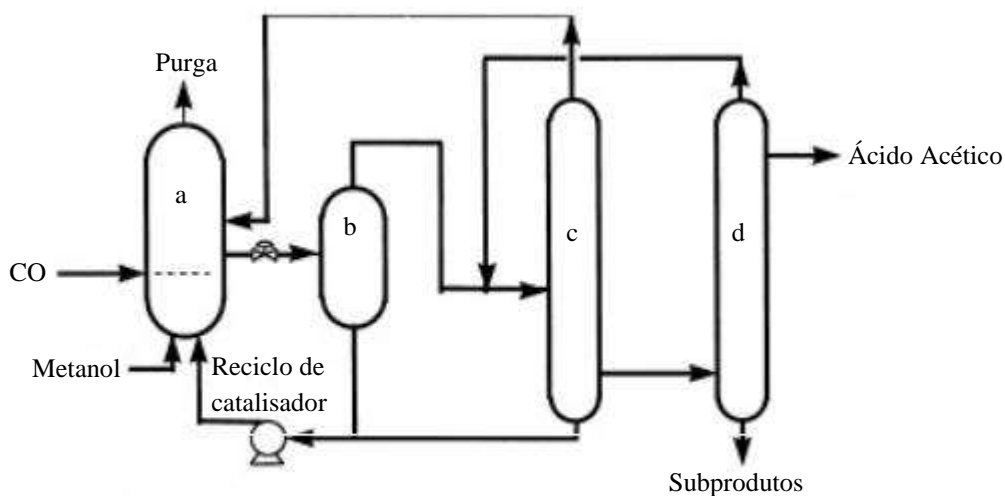 Purga
a
b
c
d
Ácido Acético
CO
Metanol
Reciclo de
catalisador
Subprodutos